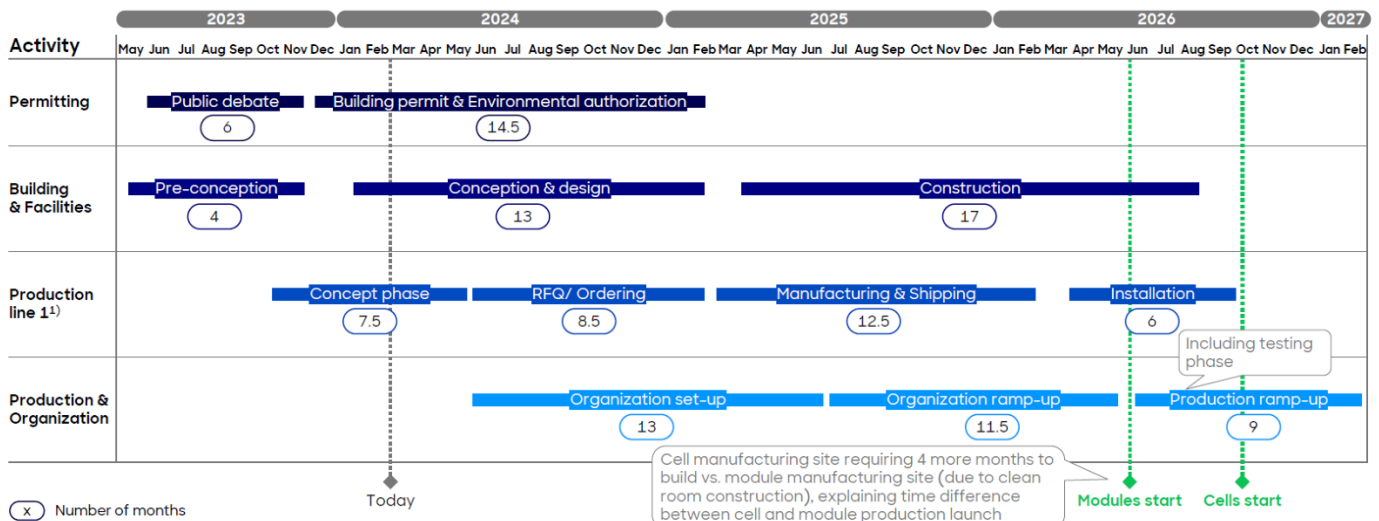 2023 2024 2025 2026 2027
Activity May Jun Jul Aug Sep Oct Nov Dec Jan Feb Mar Apr May Jun Jul Aug Sep Oct Nov Dec Jan Feb Mar Apr May Jun Jul Aug Sep Oct Nov Dec Jan Feb Mar Apr May Jun Jul Aug Sep Oct Nov Dec Jan Feb
Permitting
Public debate
6
Building permit & Environmental authorization
14.5
Building
& Facilities
Pre-conception
4
Conception & design
13
Construction
17
Production
line 1¹⁾
Concept phase
7.5
RFQ/ Ordering
8.5
Manufacturing & Shipping
12.5
Installation
6
Including testing
phase
Production &
Organization
Organization set-up
13
Organization ramp-up
11.5
Production ramp-up
9
Cell manufacturing site requiring 4 more months to
build vs. module manufacturing site (due to clean
room construction), explaining time difference
between cell and module production launch
Today
Modules start
Cells start
x Number of months